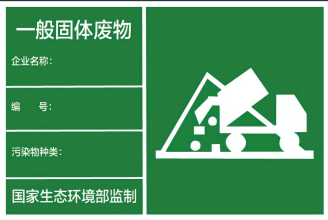 一般固体废物
企业名称:
编　　号:
污染物种类:
国家生态环境部监制